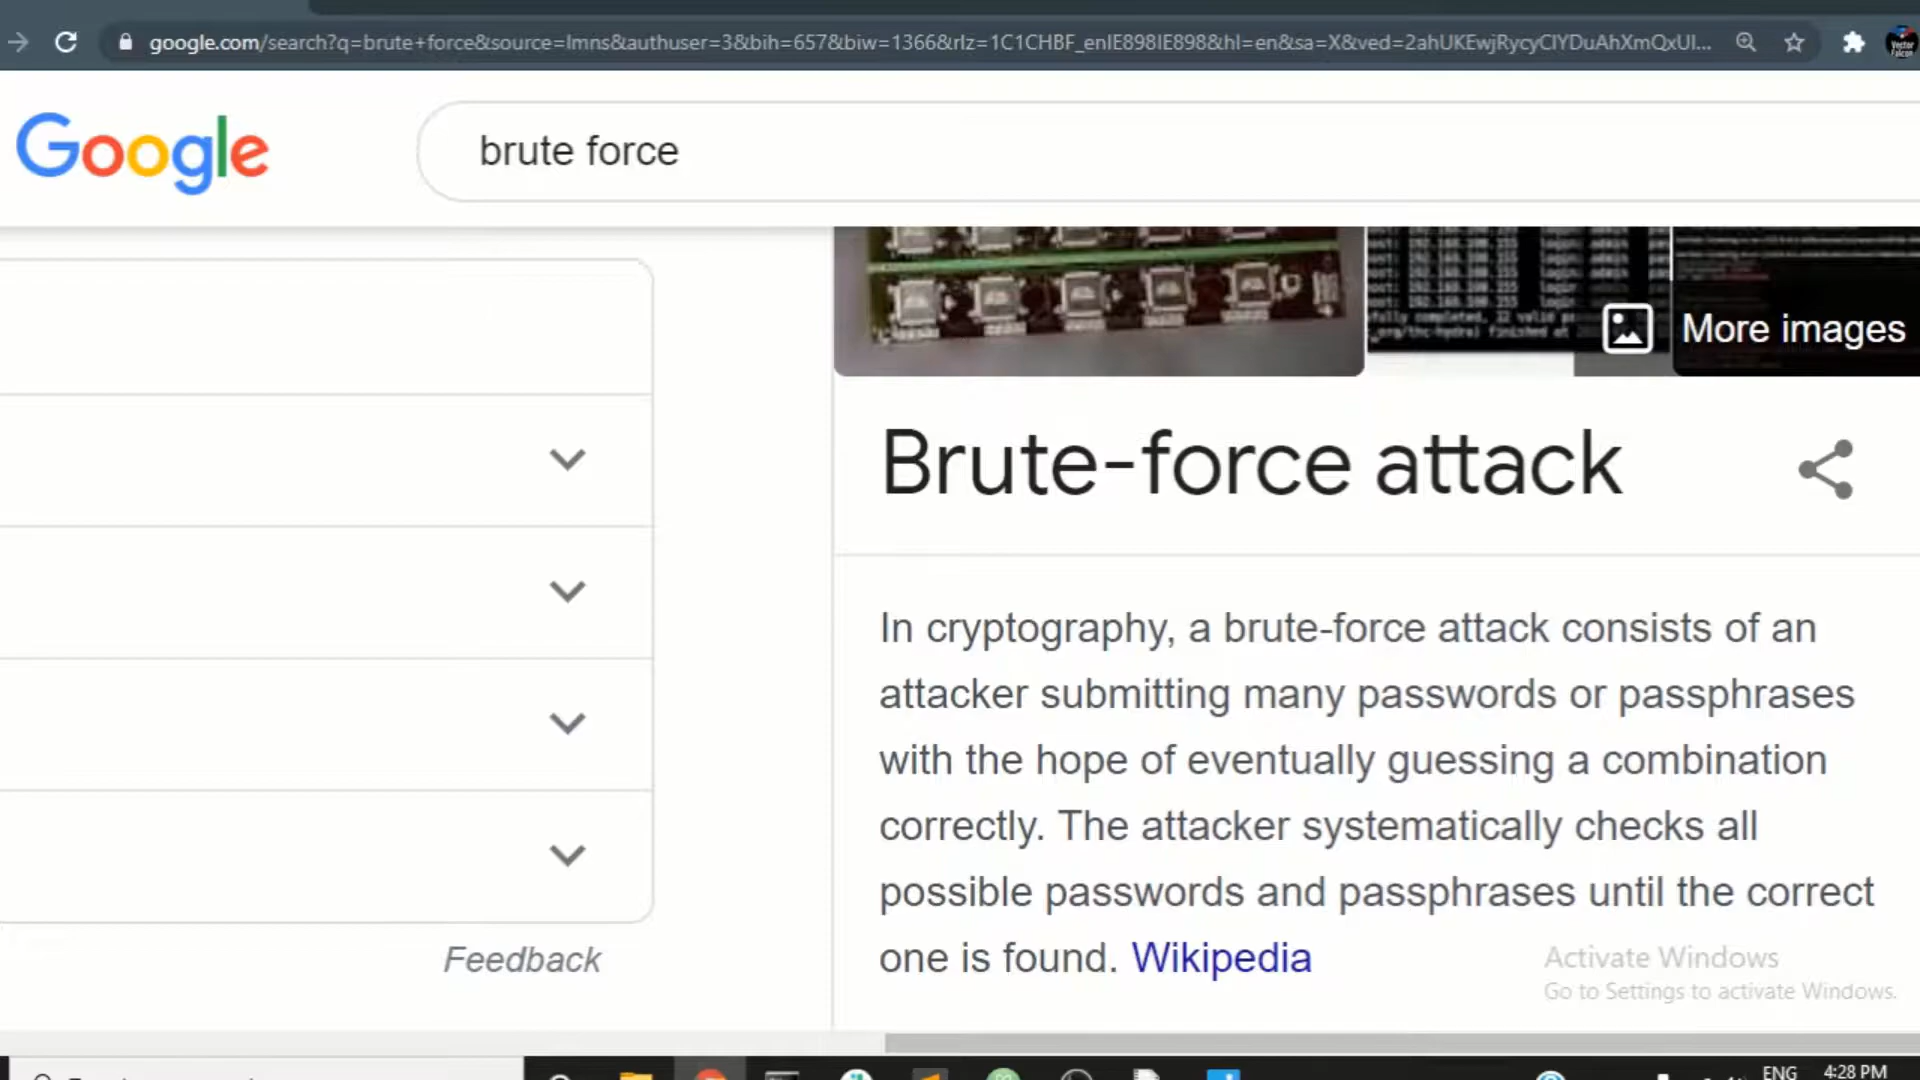 google.com/search?q=brute+force&source=lmns&authuser=3&bih=657&biw=1366&rlz=1C1CHBF_enIE898IE898&hl=en&sa=X&ved=2ahUKEwjRycyClYDuAhXmQxUI...
Google
brute force
More images
Brute-force attack
In cryptography, a brute-force attack consists of an
attacker submitting many passwords or passphrases
with the hope of eventually guessing a combination
correctly. The attacker systematically checks all
possible passwords and passphrases until the correct
one is found. Wikipedia
Feedback
Activate Windows
Go to Settings to activate Windows.
ENG
4:28 PM